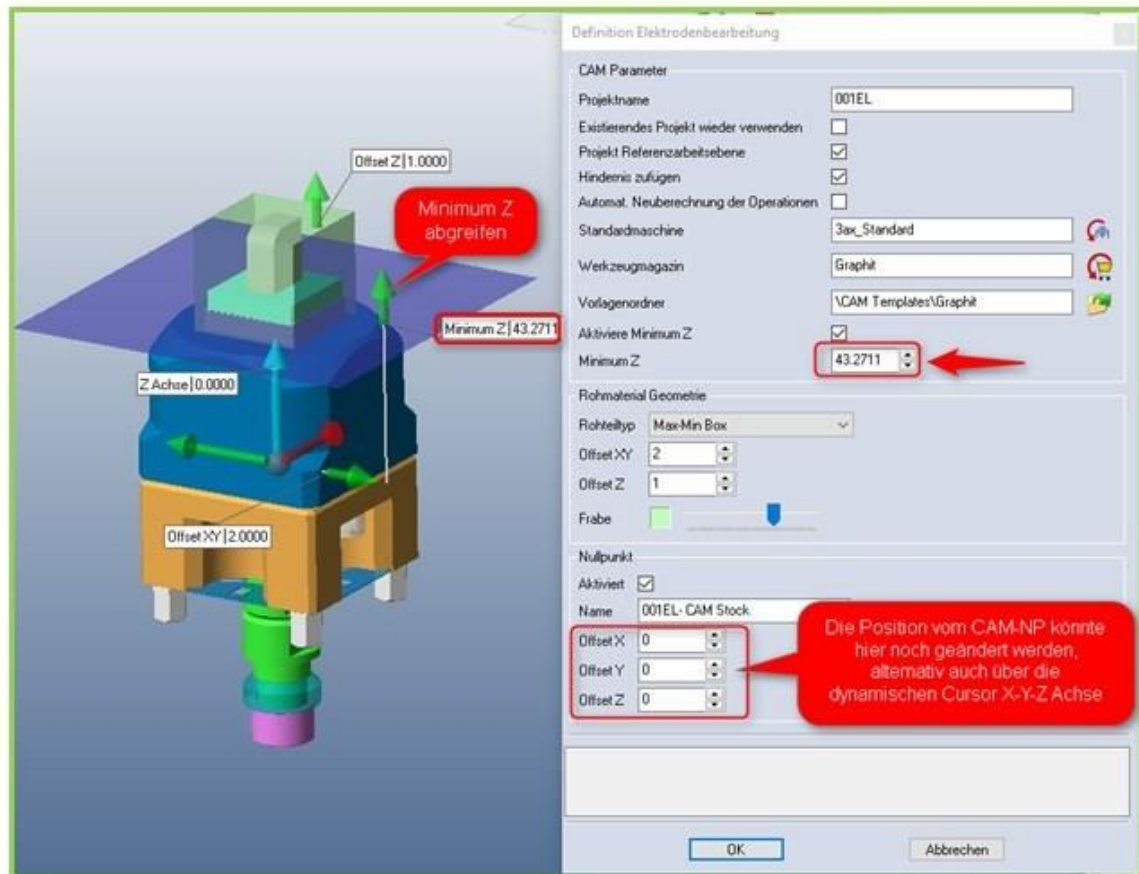 Offset Z|1.0000
Minimum Z
abgreifen
Minimum Z|43.2711
Z Achse|0.0000
Offset XY|2.0000
Definition Elektrodenbearbeitung
CAM Parameter
Projektname 001EL
Existierendes Projekt wieder verwenden
Projekt Referenzarbeitsebene
Hindernis zufügen
Automat. Neuberechnung der Operationen
Standardmaschine 3ax_Standard
Werkzeugmagazin Graphit
Vorlagenordner \CAM Templates\Graphit
Aktiviere Minimum Z
Minimum Z 43.2711
Rohmaterial Geometrie
Rohteiltyp Max-Min Box
Offset XY 2
Offset Z 1
Frabe
Nullpunkt
Aktiviert
Name 001EL- CAM Stock
Offset X 0
Offset Y 0
Offset Z 0
Die Position vom CAM-NP könnte
hier noch geändert werden,
alternativ auch über die
dynamischen Cursor X-Y-Z Achse
OK Abbrechen